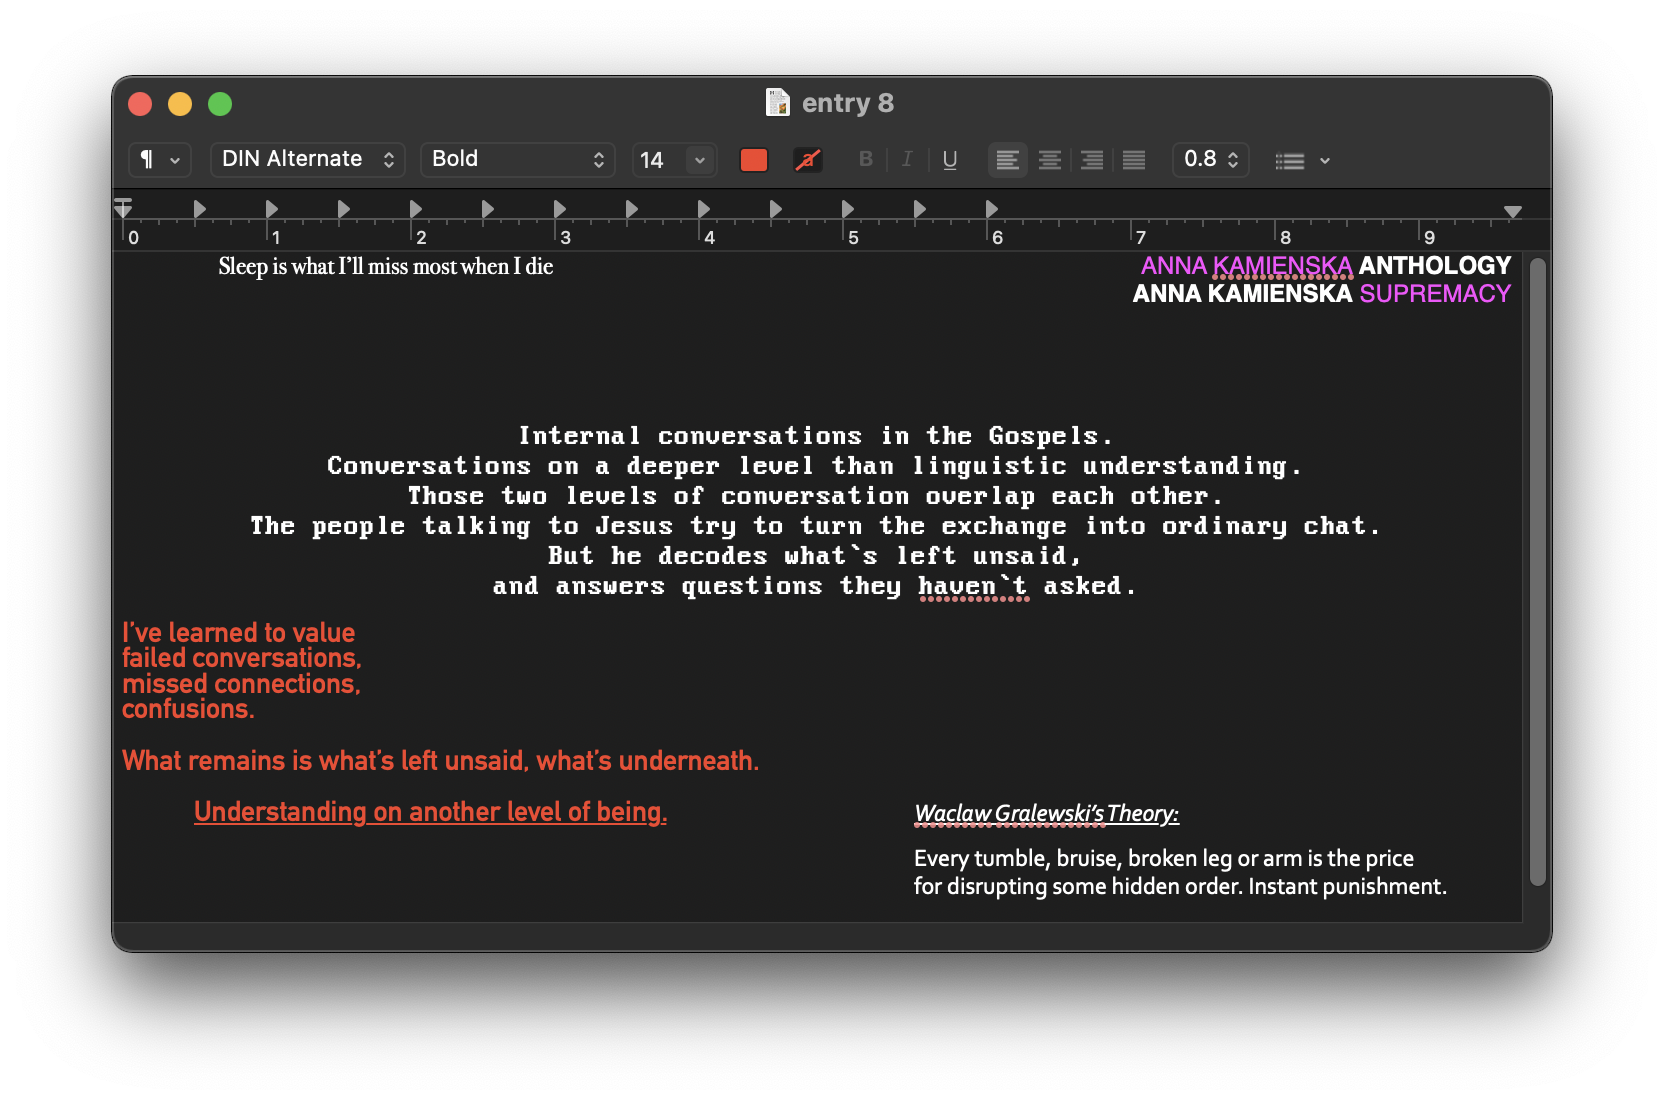 entry 8
¶ DIN Alternate Bold 14 a B I U 0.8
0 1 2 3 4 5 6 7 8 9
Sleep is what I’ll miss most when I die
ANNA KAMIENSKA ANTHOLOGY
ANNA KAMIENSKA SUPREMACY
Internal conversations in the Gospels.
Conversations on a deeper level than linguistic understanding.
Those two levels of conversation overlap each other.
The people talking to Jesus try to turn the exchange into ordinary chat.
But he decodes what`s left unsaid,
and answers questions they haven`t asked.
I’ve learned to value
failed conversations,
missed connections,
confusions.
What remains is what’s left unsaid, what’s underneath.
Understanding on another level of being.
Waclaw Gralewski’s Theory:
Every tumble, bruise, broken leg or arm is the price
for disrupting some hidden order. Instant punishment.